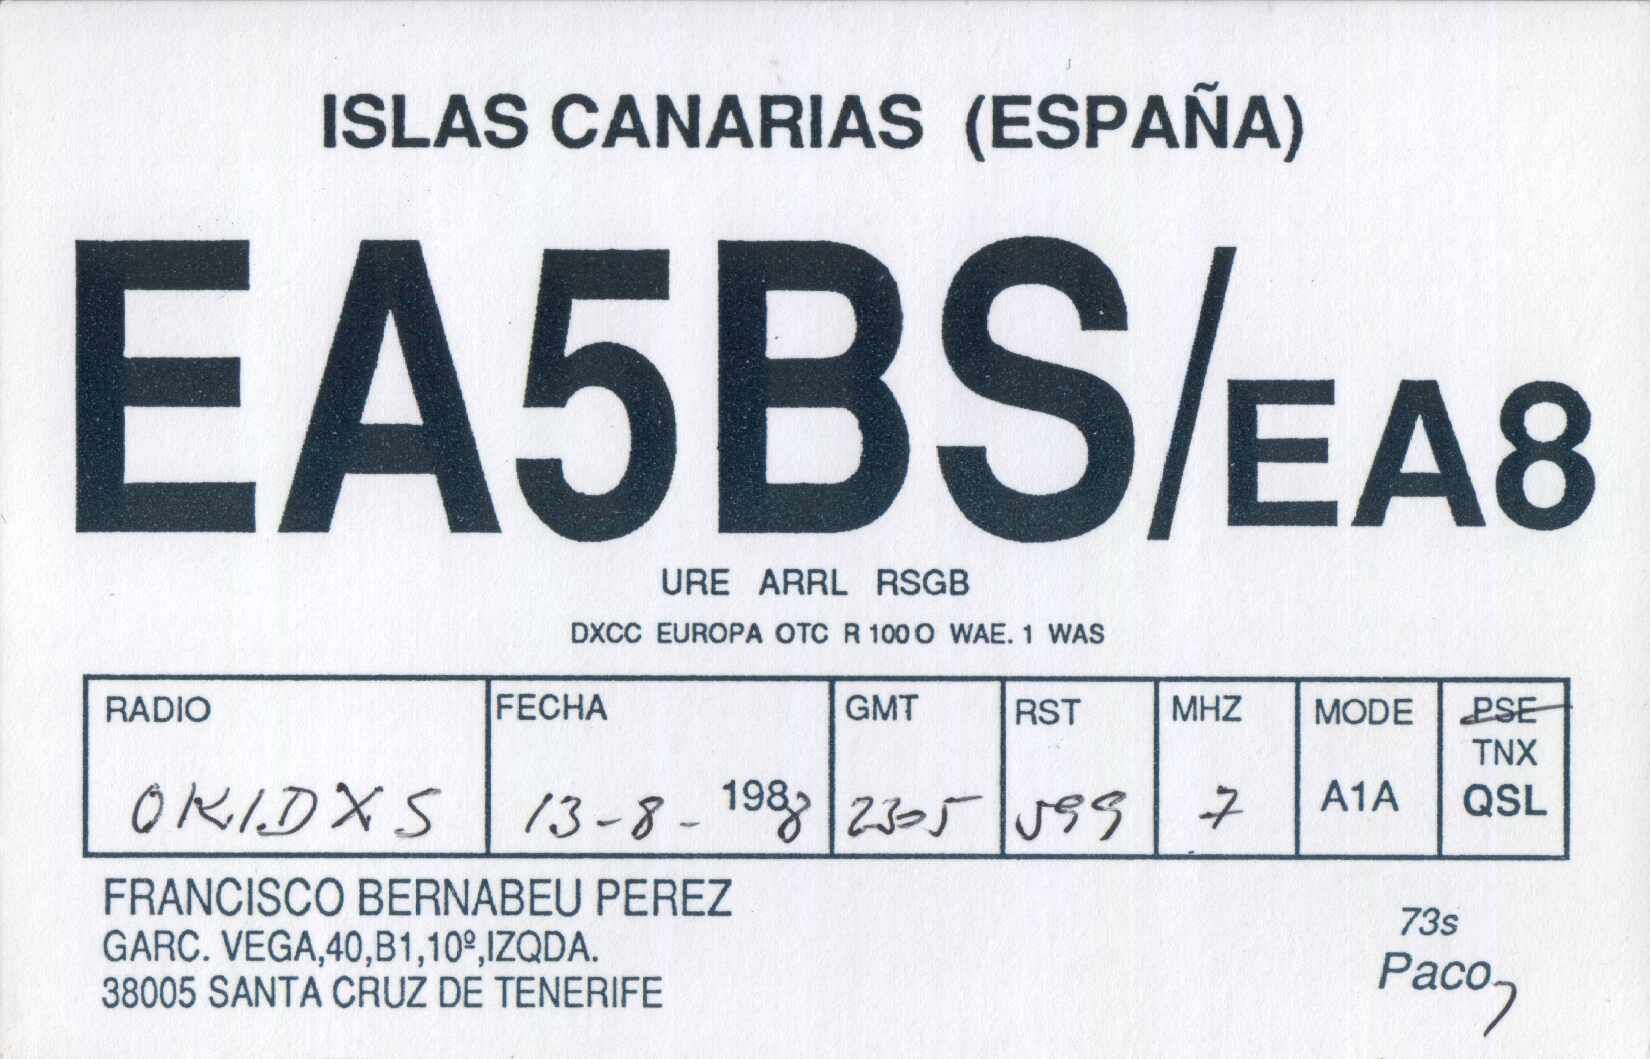 ISLAS CANARIAS (ESPAÑA)
EA5BS/EA8
URE ARRL RSGB
DXCC EUROPA OTC R 100 O WAE. 1 WAS
RADIO FECHA GMT RST MHZ MODE PSE
TNX
OK1DXS 13-8-1988 2305 599 7 A1A QSL
FRANCISCO BERNABEU PEREZ
GARC. VEGA,40,B1,10º,IZQDA.
38005 SANTA CRUZ DE TENERIFE
73s
Paco